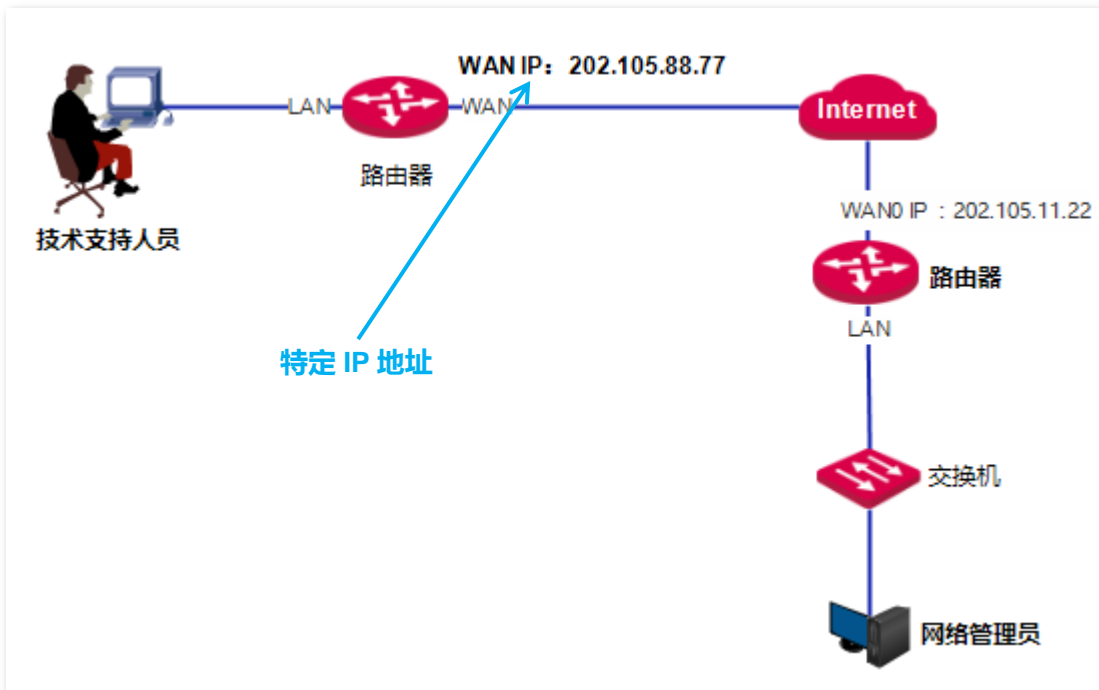 WAN IP：202.105.88.77
LAN
WAN
Internet
路由器
WAN0 IP ：202.105.11.22
技术支持人员
路由器
LAN
特定 IP 地址
交换机
网络管理员